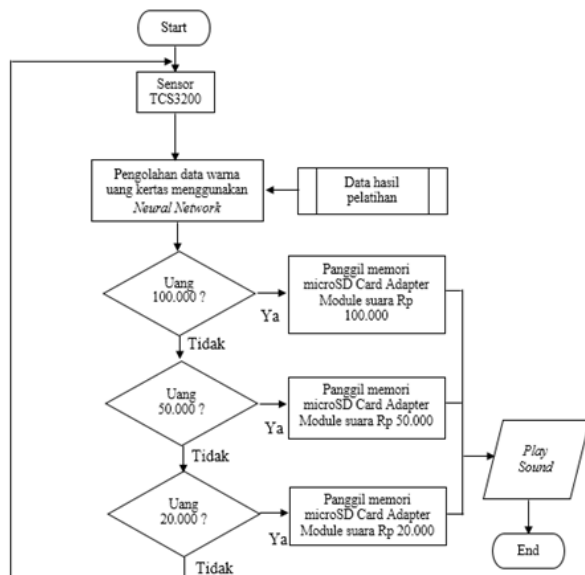 Start
Sensor
TCS3200
Pengolahan data warna
uang kertas menggunakan
Neural Network
Data hasil
pelatihan
Uang
100.000 ?
Ya
Panggil memori
microSD Card Adapter
Module suara Rp
100.000
Tidak
Uang
50.000 ?
Ya
Panggil memori
microSD Card Adapter
Module suara Rp 50.000
Tidak
Uang
20.000 ?
Ya
Panggil memori
microSD Card Adapter
Module suara Rp 20.000
Tidak
Play
Sound
End